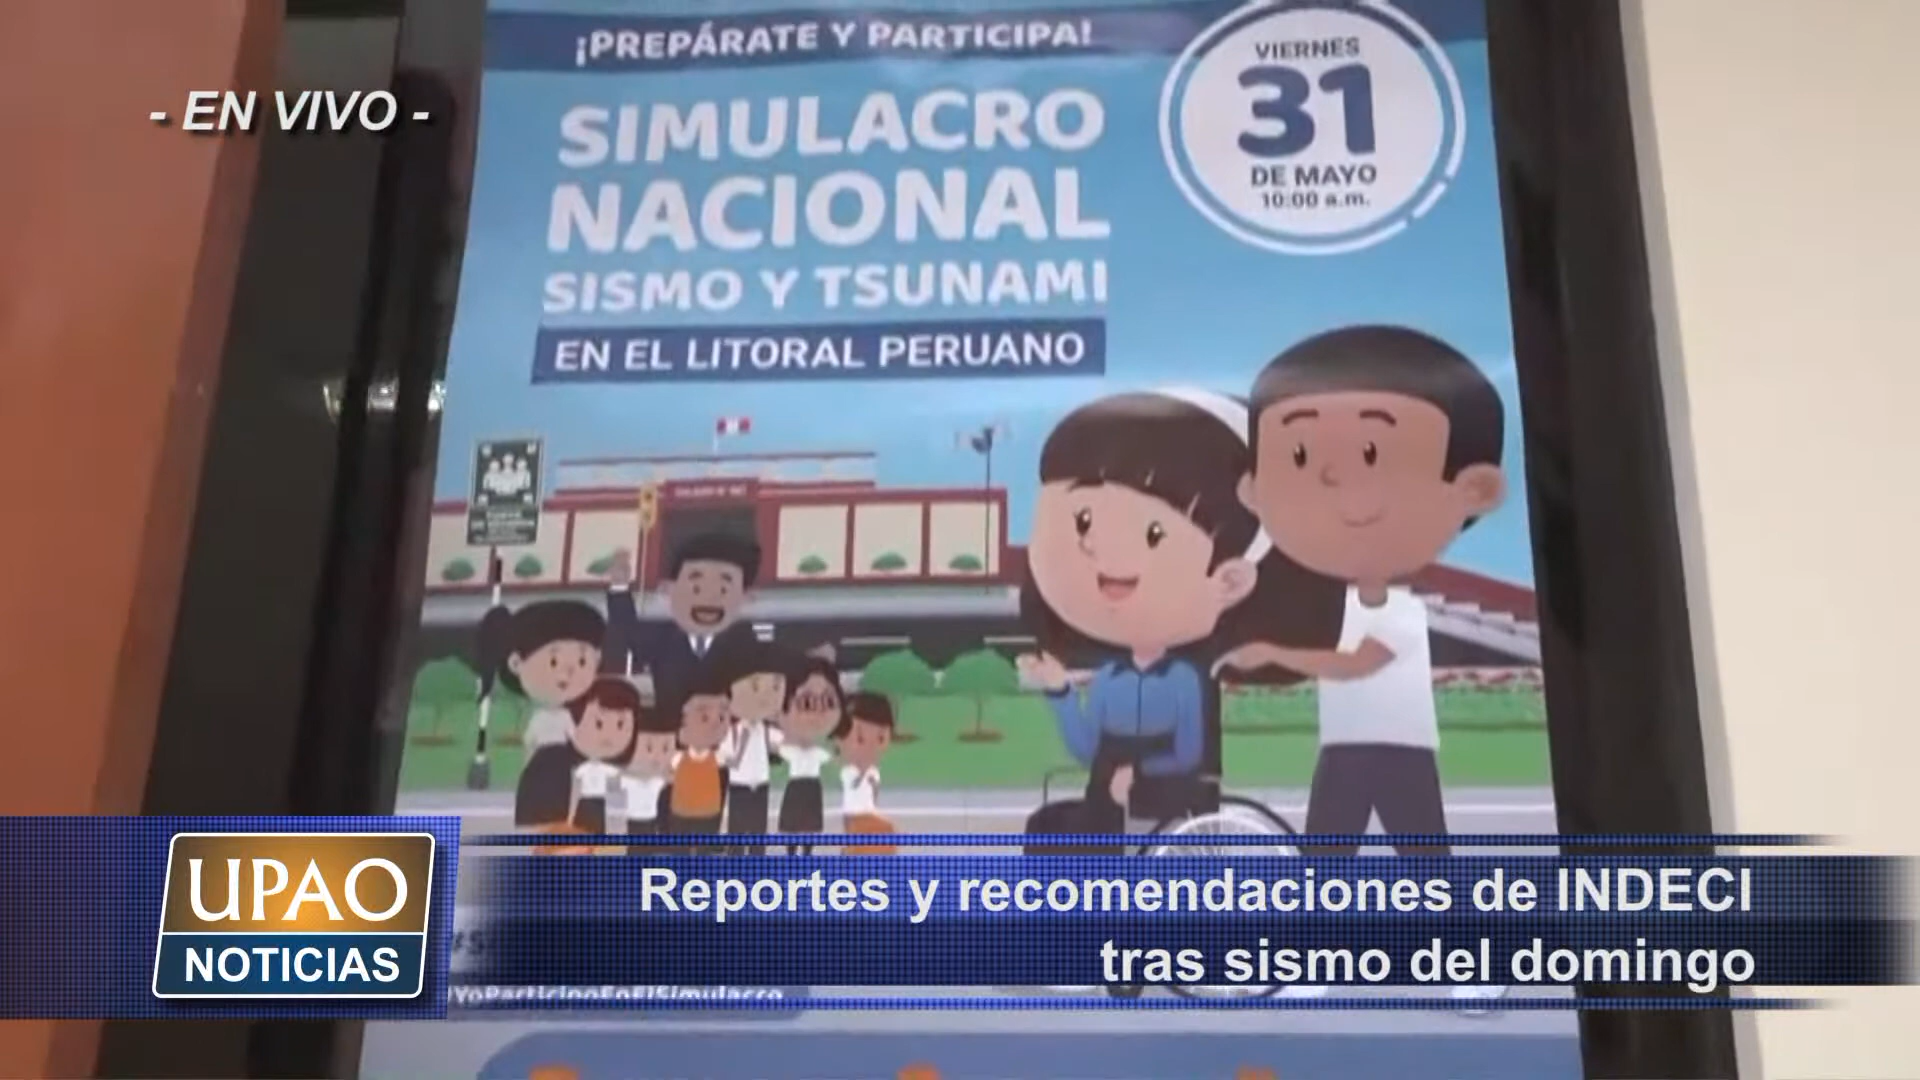 ¡PREPÁRATE Y PARTICIPA!
VIERNES
31
DE MAYO
10:00 a.m.
- EN VIVO -
SIMULACRO
NACIONAL
SISMO Y TSUNAMI
EN EL LITORAL PERUANO
UPAO
NOTICIAS
Reportes y recomendaciones de INDECI
tras sismo del domingo
#YoParticipoEnElSimulacro